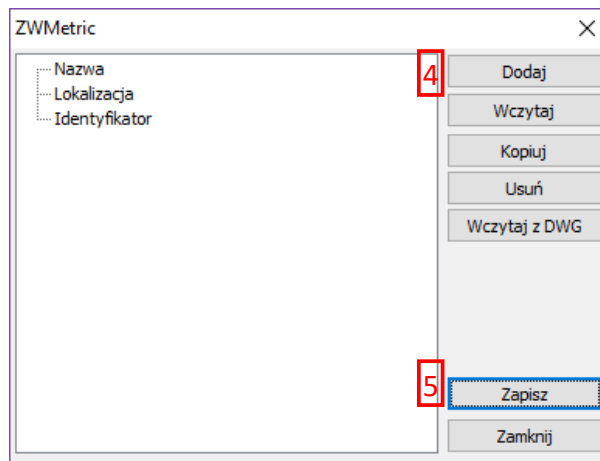 ZWMetric
Nazwa
Lokalizacja
Identyfikator
4
Dodaj
Wczytaj
Kopiuj
Usuń
Wczytaj z DWG
5
Zapisz
Zamknij